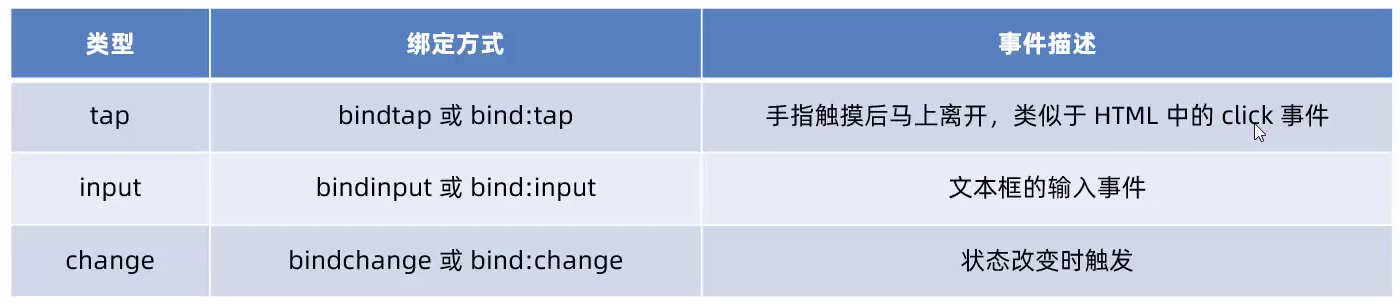 类型 绑定方式 事件描述
tap bindtap 或 bind:tap 手指触摸后马上离开，类似于 HTML 中的 click 事件
input bindinput 或 bind:input 文本框的输入事件
change bindchange 或 bind:change 状态改变时触发